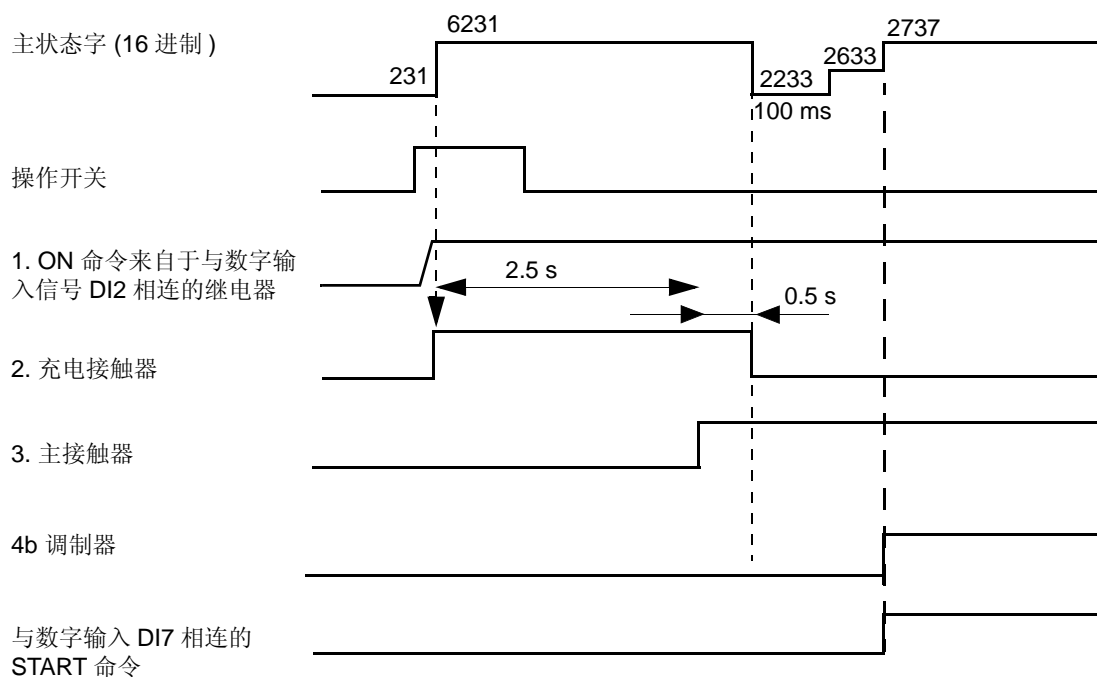 主状态字 (16 进制 )
6231
231
2233
100 ms
2633
2737
操作开关
1. ON 命令来自于与数字输
入信号 DI2 相连的继电器
2.5 s
0.5 s
2. 充电接触器
3. 主接触器
4b 调制器
与数字输入 DI7 相连的
START 命令